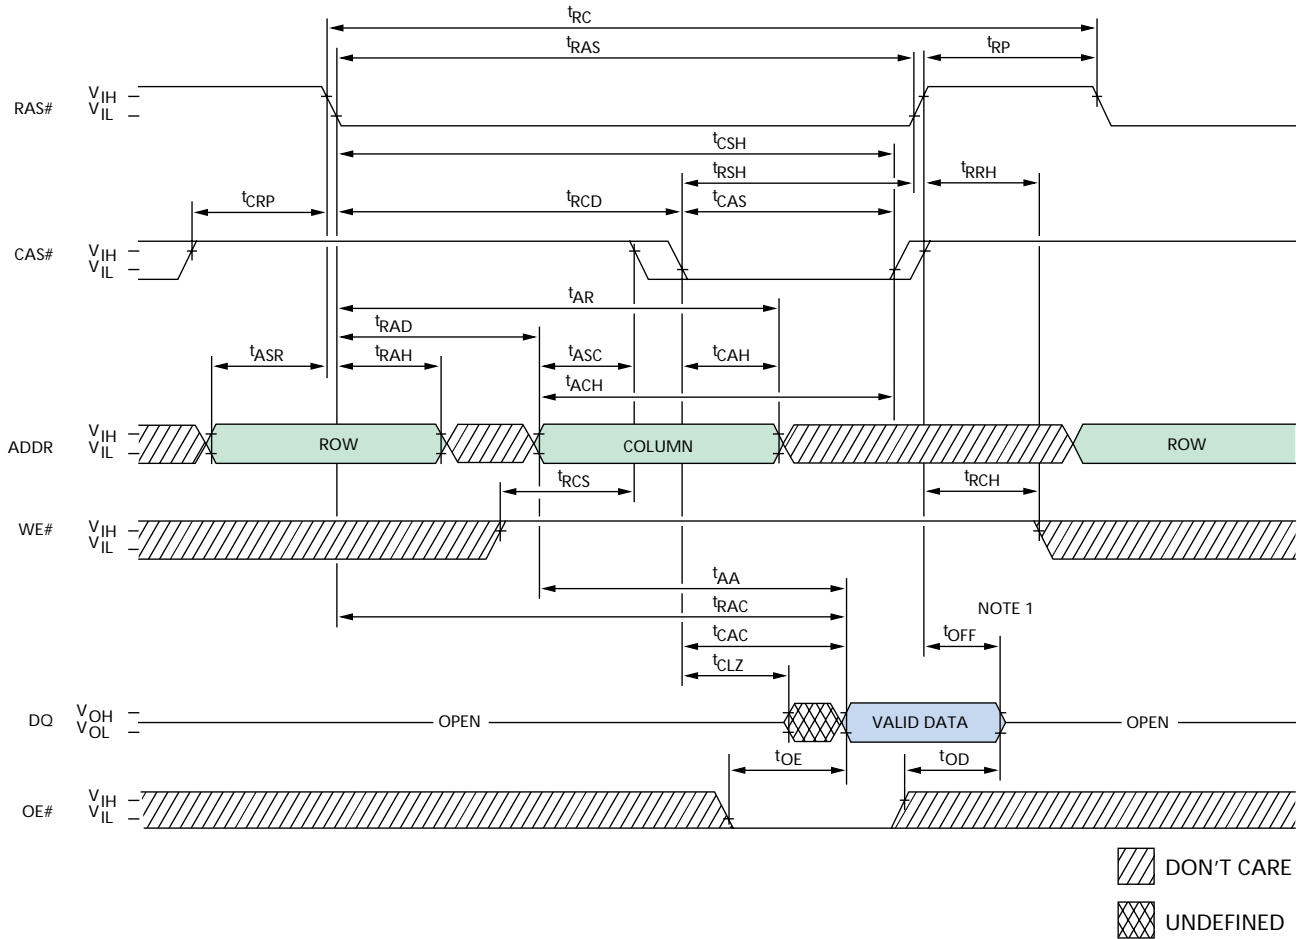 tRC
tRAS
tRP
RAS#
VIH
VIL
tCSH
tRSH
tRRH
tCRP
tRCD
tCAS
CAS#
VIH
VIL
tAR
tRAD
tASR
tRAH
tASC
tCAH
tACH
ADDR
VIH
VIL
ROW
COLUMN
ROW
tRCS
tRCH
WE#
VIH
VIL
tAA
tRAC
NOTE 1
tCAC
tOFF
tCLZ
DQ
VOH
VOL
OPEN
VALID DATA
OPEN
tOE
tOD
OE#
VIH
VIL
DON'T CARE
UNDEFINED